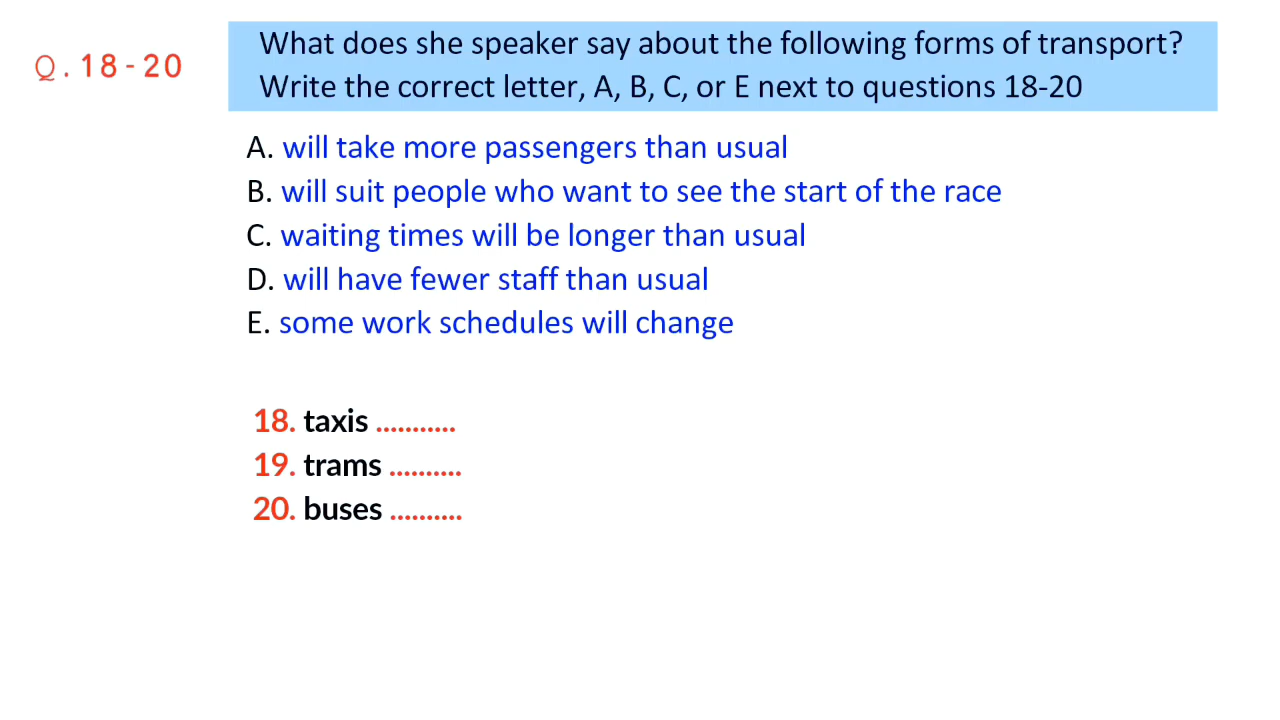 Q.18-20
What does she speaker say about the following forms of transport?
Write the correct letter, A, B, C, or E next to questions 18-20
A. will take more passengers than usual
B. will suit people who want to see the start of the race
C. waiting times will be longer than usual
D. will have fewer staff than usual
E. some work schedules will change
18. taxis ...........
19. trams ..........
20. buses ..........